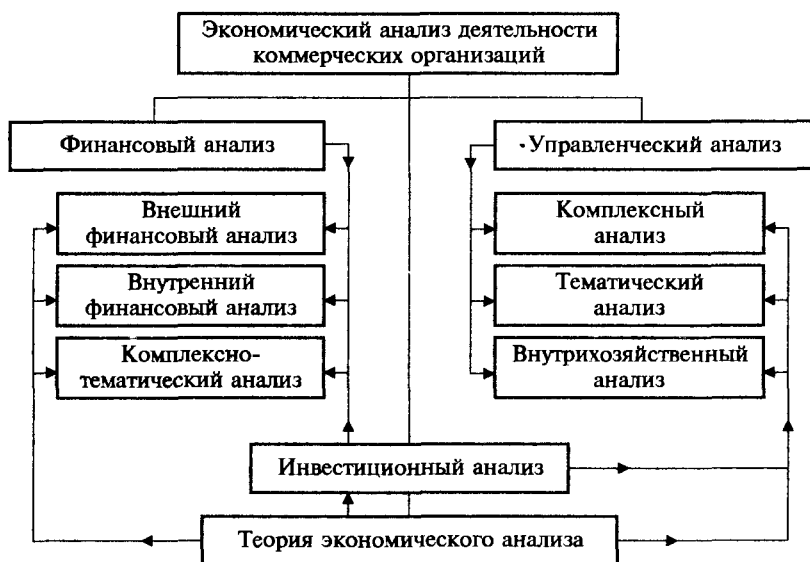 Экономический анализ деятельности
коммерческих организаций
Финансовый анализ
Управленческий анализ
Внешний
финансовый анализ
Внутренний
финансовый анализ
Комплексно-
тематический анализ
Комплексный
анализ
Тематический
анализ
Внутрихозяйственный
анализ
Инвестиционный анализ
Теория экономического анализа